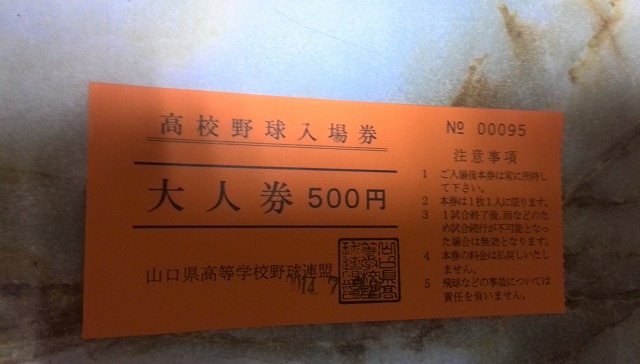 高校野球入場券
大人券 500円
山口県高等学校野球連盟
№ 00095
注意事項
1 ご入場後本券は常に所持し
て下さい。
2 本券は1枚1人に限ります。
3 1試合終了後、雨などのた
め試合続行が不可能となっ
た場合は無効となります。
4 本券の料金は払戻しいたし
ません。
5 飛球などの事故については
責任を負いません。